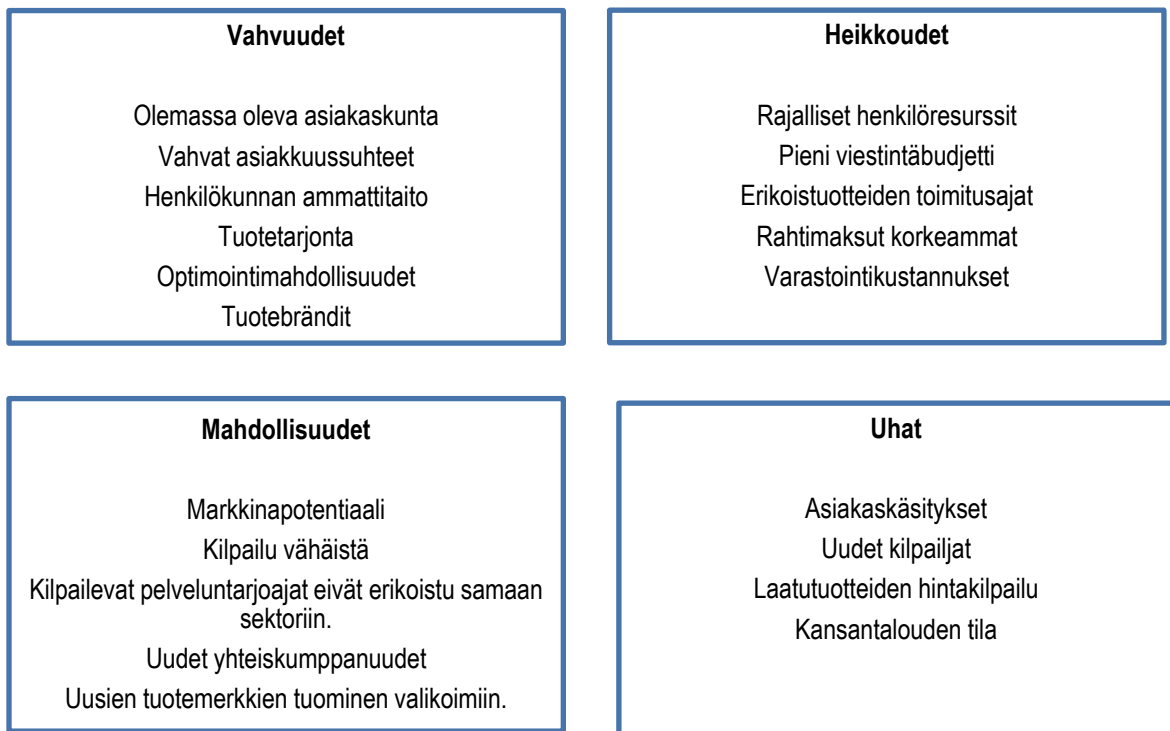 Vahvuudet
Olemassa oleva asiakaskunta
Vahvat asiakkuussuhteet
Henkilökunnan ammattitaito
Tuotetarjonta
Optimointimahdollisuudet
Tuotebrändit
Heikkoudet
Rajalliset henkilöresurssit
Pieni viestintäbudjetti
Erikoistuotteiden toimitusajat
Rahtimaksut korkeammat
Varastointikustannukset
Mahdollisuudet
Markkinapotentiaali
Kilpailu vähäistä
Kilpailevat pelveluntarjoajat eivät erikoistu samaan
sektoriin.
Uudet yhteiskumppanuudet
Uusien tuotemerkkien tuominen valikoimiin.
Uhat
Asiakaskäsitykset
Uudet kilpailjat
Laatutuotteiden hintakilpailu
Kansantalouden tila